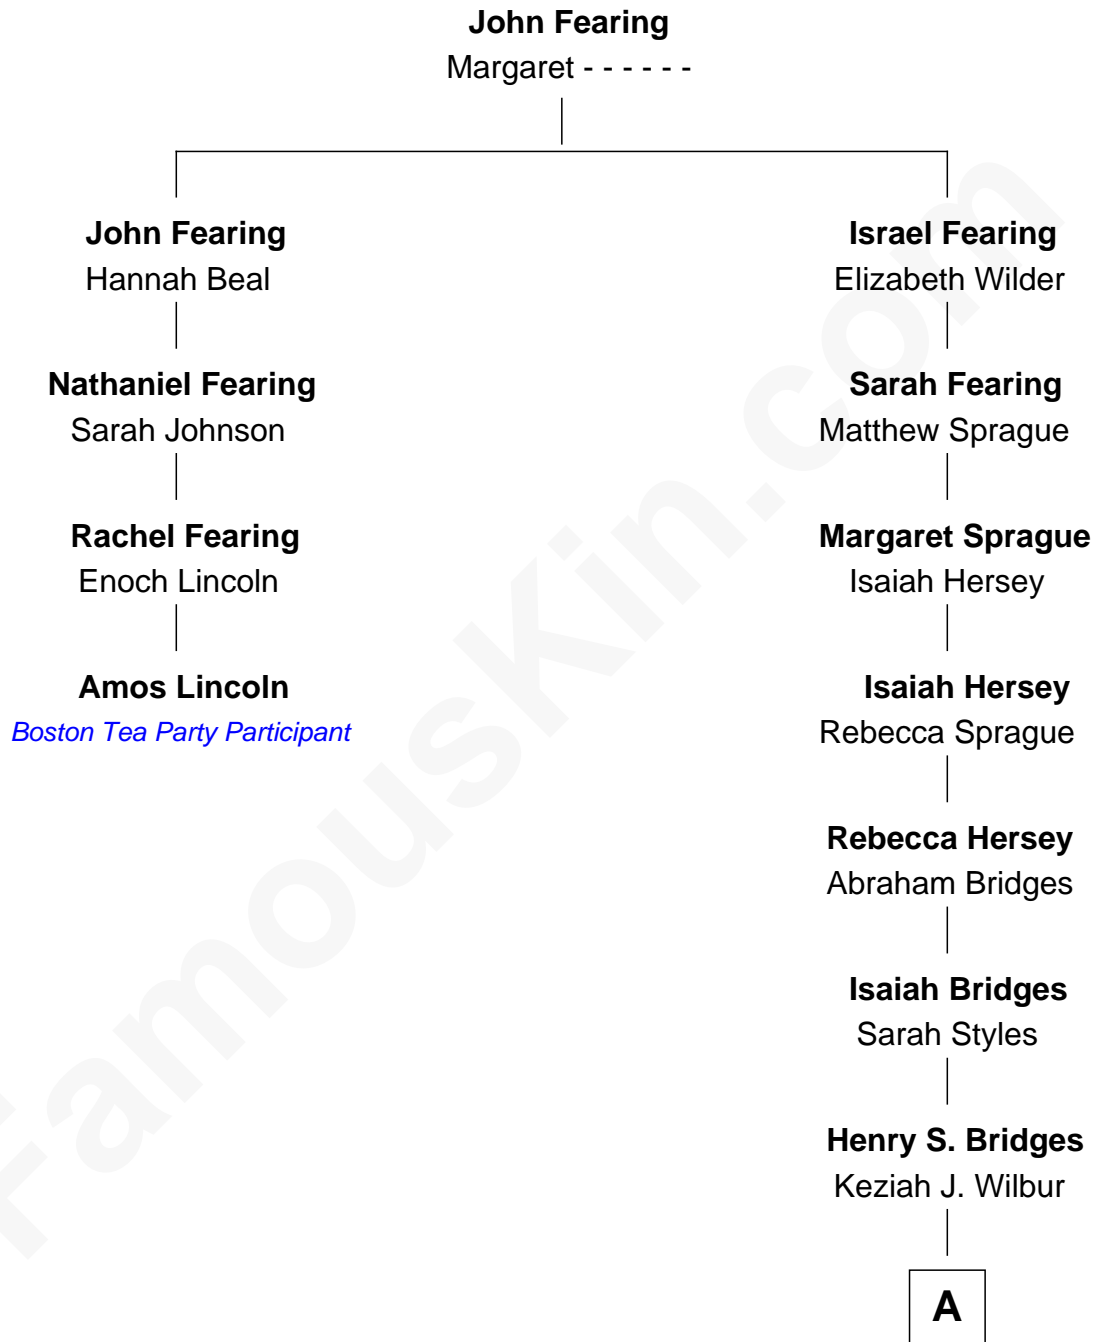 John Fearing
Margaret - - - - - -
John Fearing
Hannah Beal
Nathaniel Fearing
Sarah Johnson
Rachel Fearing
Enoch Lincoln
Amos Lincoln
Boston Tea Party Participant
Israel Fearing
Elizabeth Wilder
Sarah Fearing
Matthew Sprague
Margaret Sprague
Isaiah Hersey
Isaiah Hersey
Rebecca Sprague
Rebecca Hersey
Abraham Bridges
Isaiah Bridges
Sarah Styles
Henry S. Bridges
Keziah J. Wilbur
A
FamousKin.com